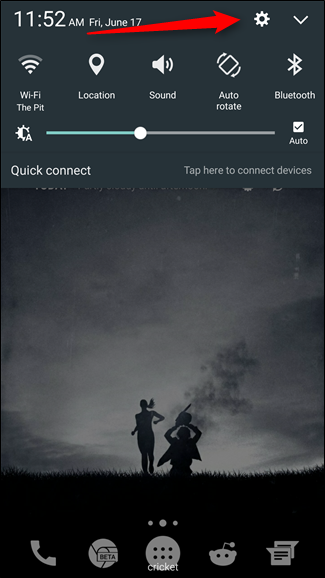 11:52 AM Fri, June 17
Wi-Fi
The Pit
Location
Sound
Auto
rotate
Bluetooth
A
Auto
Quick connect
Tap here to connect devices
BETA
cricket